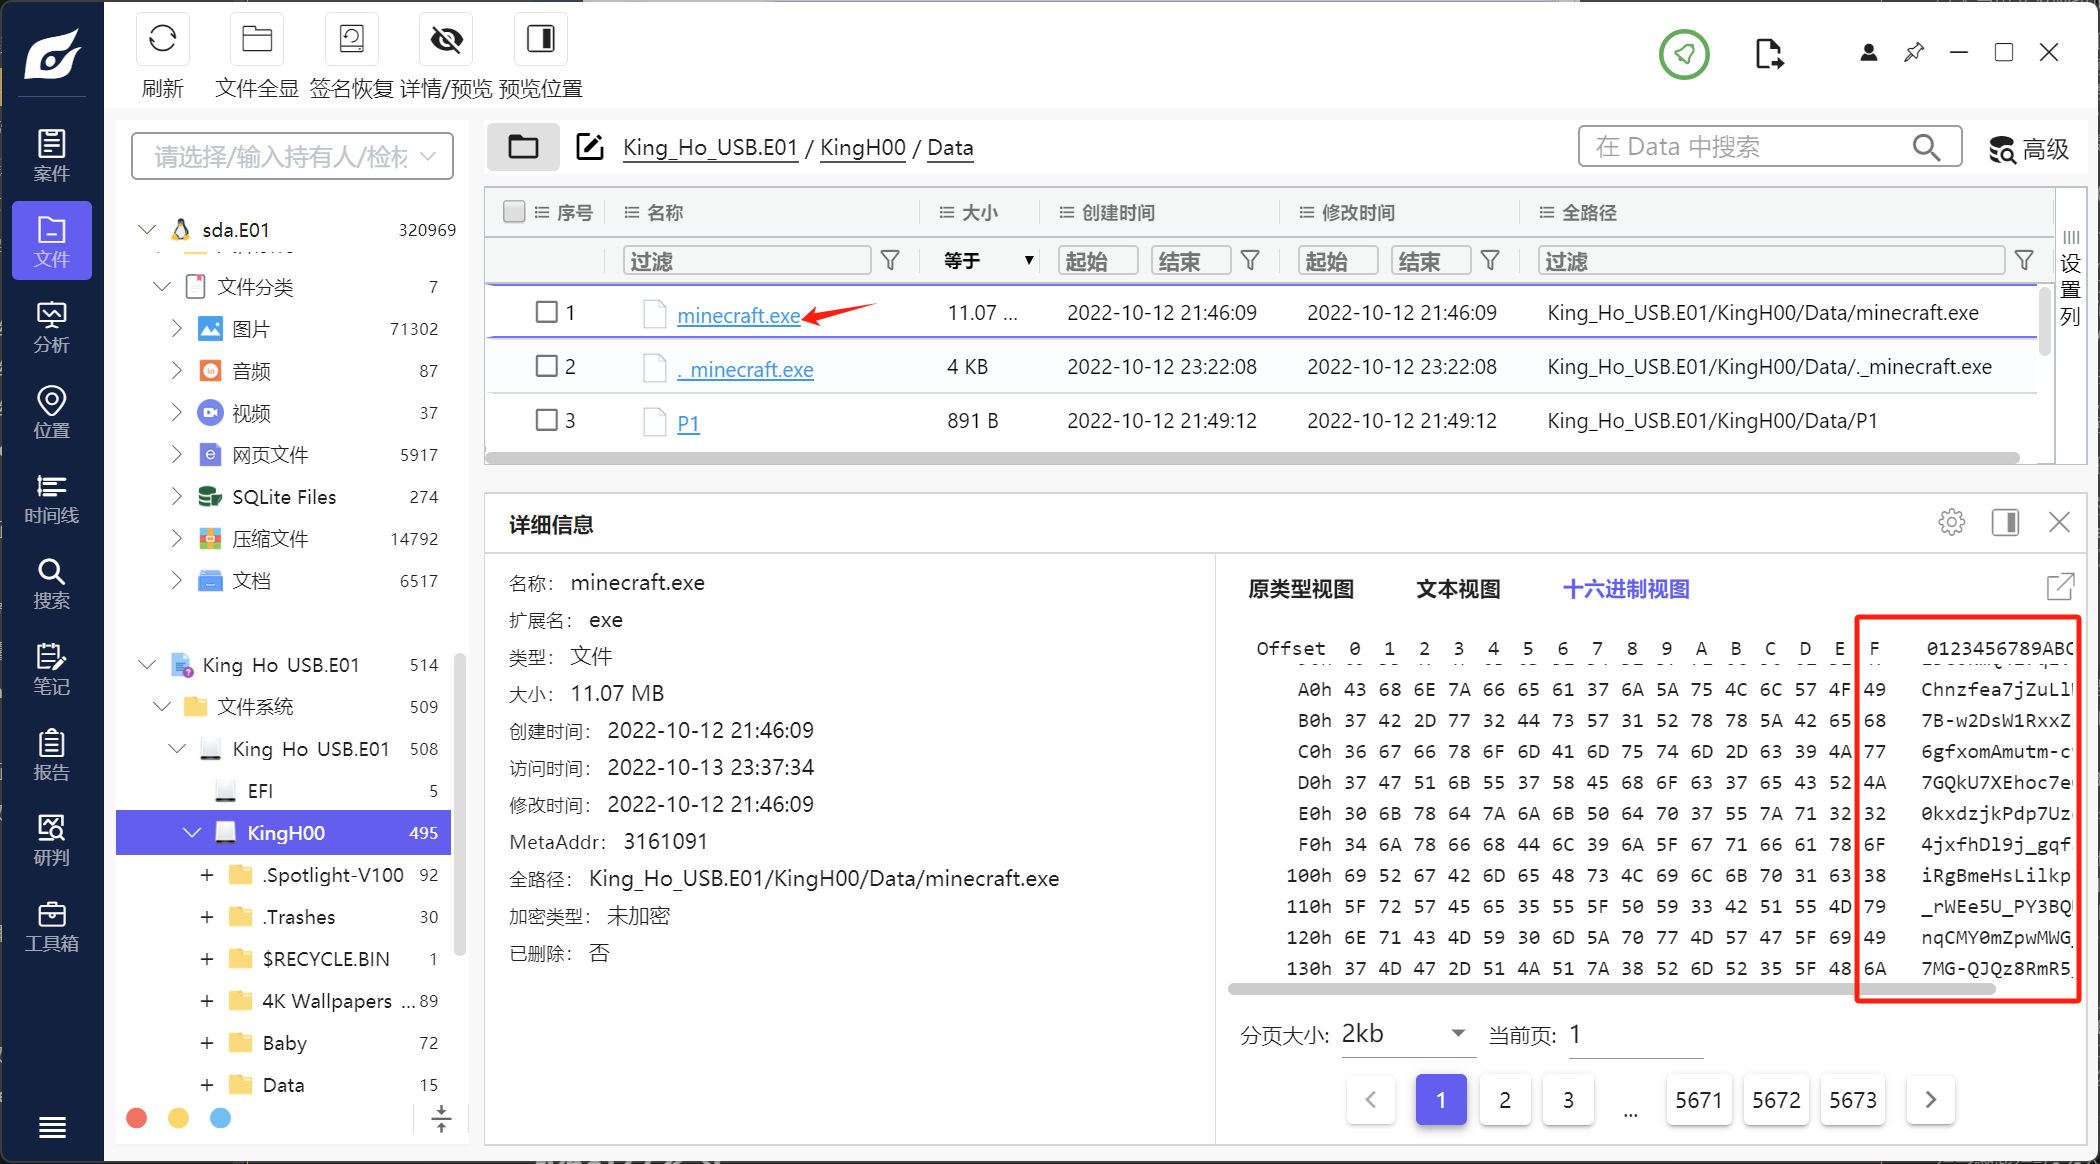 刷新
文件全显
签名恢复
详情/预览
预览位置
案件
文件
分析
位置
时间线
搜索
笔记
报告
研判
工具箱
请选择/输入持有人/检材
sda.E01 320969
文件分类 7
图片 71302
音频 87
视频 37
网页文件 5917
SQLite Files 274
压缩文件 14792
文档 6517
King_Ho_USB.E01 514
文件系统 509
King_Ho_USB.E01 508
EFI 5
KingH00 495
.Spotlight-V100 92
.Trashes 30
$RECYCLE.BIN 1
4K Wallpapers ... 89
Baby 72
Data 15
King_Ho_USB.E01 / KingH00 / Data
在 Data 中搜索
高级
序号 名称 大小 创建时间 修改时间 全路径
过滤 等于 起始 结束 起始 结束 过滤
设置列
1 minecraft.exe 11.07 ... 2022-10-12 21:46:09 2022-10-12 21:46:09 King_Ho_USB.E01/KingH00/Data/minecraft.exe
2 ._minecraft.exe 4 KB 2022-10-12 23:22:08 2022-10-12 23:22:08 King_Ho_USB.E01/KingH00/Data/._minecraft.exe
3 P1 891 B 2022-10-12 21:49:12 2022-10-12 21:49:12 King_Ho_USB.E01/KingH00/Data/P1
详细信息
名称: minecraft.exe
扩展名: exe
类型: 文件
大小: 11.07 MB
创建时间: 2022-10-12 21:46:09
访问时间: 2022-10-13 23:37:34
修改时间: 2022-10-12 21:46:09
MetaAddr: 3161091
全路径: King_Ho_USB.E01/KingH00/Data/minecraft.exe
加密类型: 未加密
已删除: 否
原类型视图 文本视图 十六进制视图
Offset 0 1 2 3 4 5 6 7 8 9 A B C D E F 0123456789ABC
A0h 43 68 6E 7A 66 65 61 37 6A 5A 75 4C 6C 57 4F 49 Chnzfea7jZuLl
B0h 37 42 2D 77 32 44 73 57 31 52 78 78 5A 42 65 68 7B-w2DsW1RxxZ
C0h 36 67 66 78 6F 6D 41 6D 75 74 6D 2D 63 39 4A 77 6gfxomAmutm-c
D0h 37 47 51 6B 55 37 58 45 68 6F 63 37 65 43 52 4A 7GQkU7XEhoc7e
E0h 30 6B 78 64 7A 6A 6B 50 64 70 37 55 7A 71 32 32 0kxdzjkPdp7Uz
F0h 34 6A 78 66 68 44 6C 39 6A 5F 67 71 66 61 78 6F 4jxfhDl9j_gqf
100h 69 52 67 42 6D 65 48 73 4C 69 6C 6B 70 31 63 38 iRgBmeHsLilkp
110h 5F 72 57 45 65 35 55 5F 50 59 33 42 51 55 4D 79 _rWEe5U_PY3BQ
120h 6E 71 43 4D 59 30 6D 5A 70 77 4D 57 47 5F 69 49 nqCMY0mZpwMWG
130h 37 4D 47 2D 51 4A 51 7A 38 52 6D 52 35 5F 48 6A 7MG-QJQz8RmR5
分页大小: 2kb 当前页: 1
1 2 3 ... 5671 5672 5673